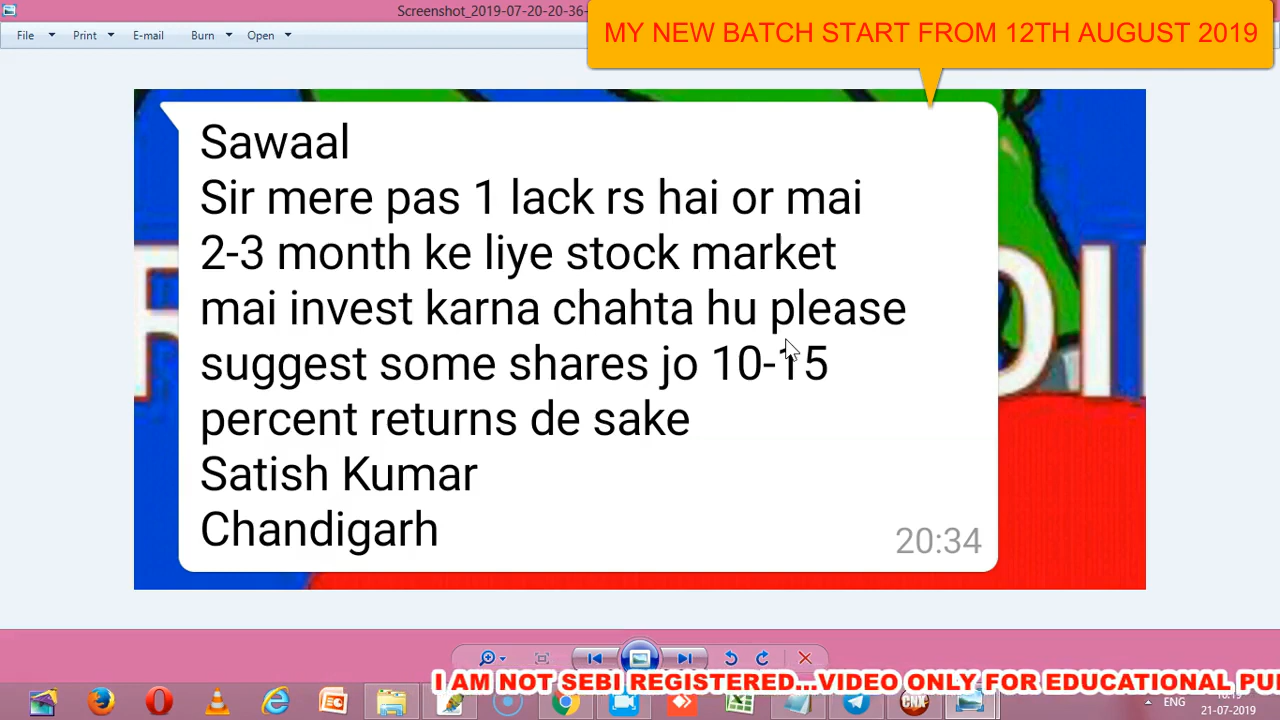 Screenshot_2019-07-20-20-36-
MY NEW BATCH START FROM 12TH AUGUST 2019
File Print E-mail Burn Open
Sawaal
Sir mere pas 1 lack rs hai or mai
2-3 month ke liye stock market
mai invest karna chahta hu please
suggest some shares jo 10-15
percent returns de sake
Satish Kumar
Chandigarh
20:34
I AM NOT SEBI REGISTERED...VIDEO ONLY FOR EDUCATIONAL PU
CNX
ENG
21-07-2019